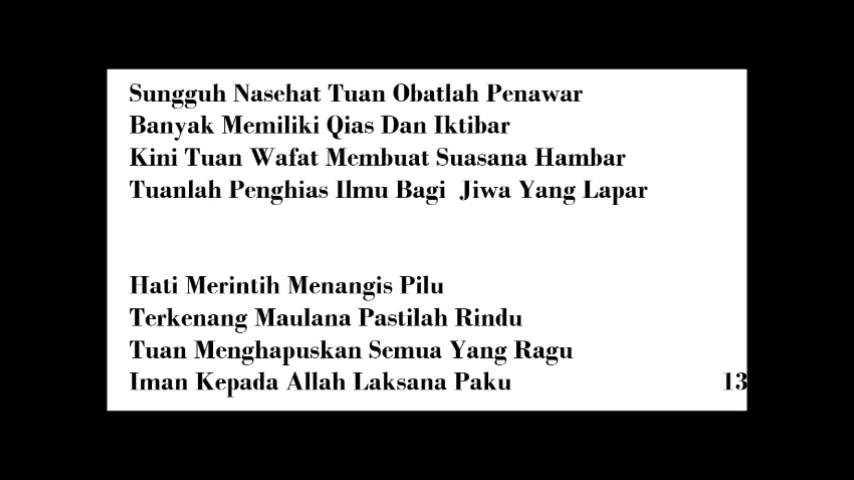 Sungguh Nasehat Tuan Obatlah Penawar
Banyak Memiliki Qias Dan Iktibar
Kini Tuan Wafat Membuat Suasana Hambar
Tuanlah Penghias Ilmu Bagi  Jiwa Yang Lapar
Hati Merintih Menangis Pilu
Terkenang Maulana Pastilah Rindu
Tuan Menghapuskan Semua Yang Ragu
Iman Kepada Allah Laksana Paku
13